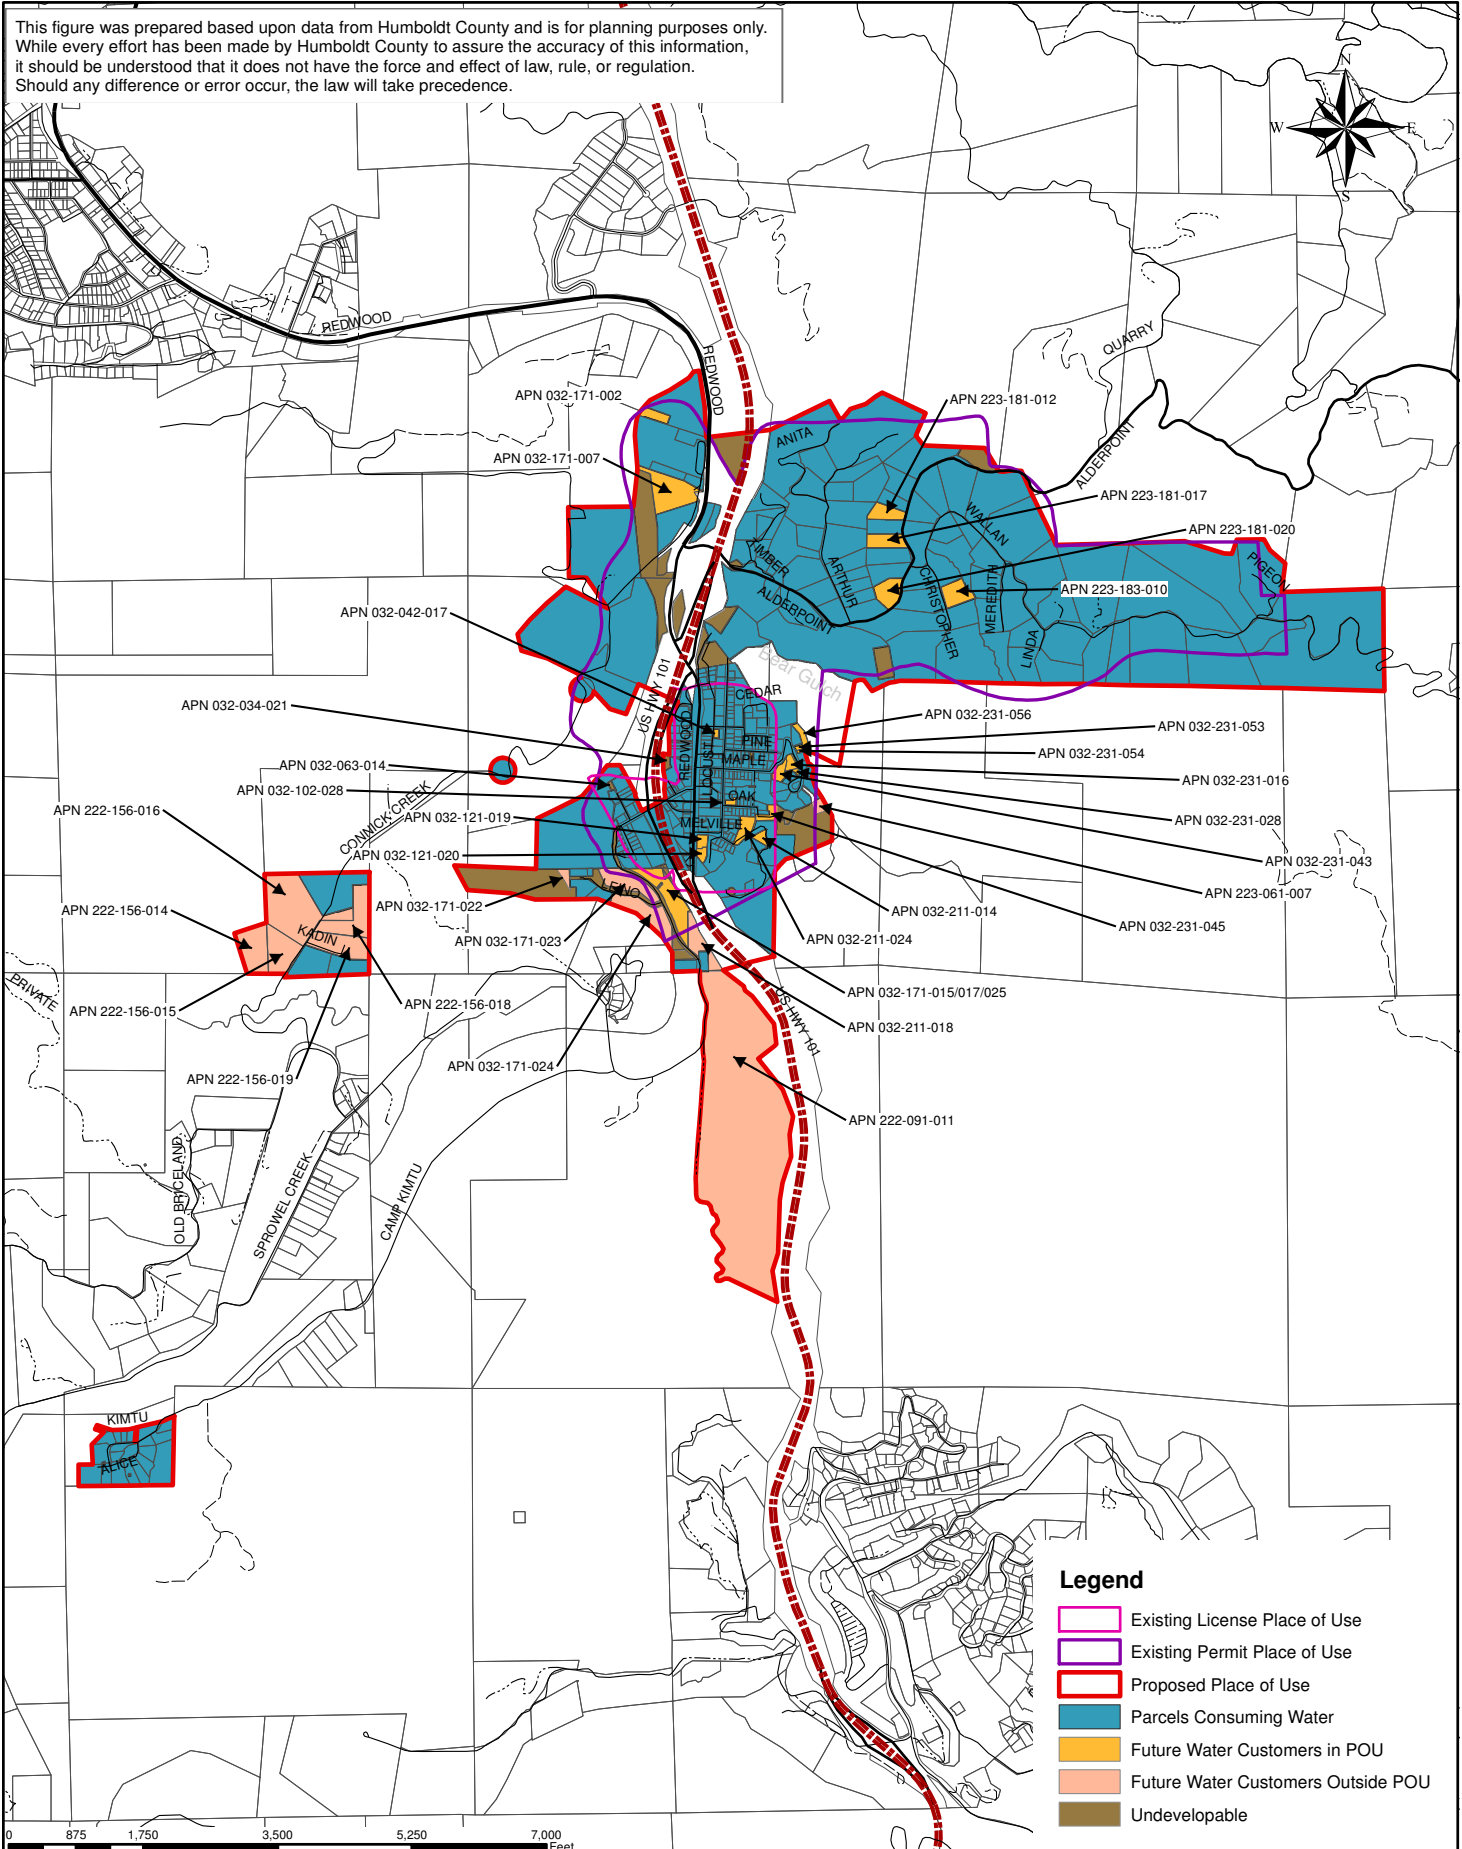 This figure was prepared based upon data from Humboldt County and is for planning purposes only.
While every effort has been made by Humboldt County to assure the accuracy of this information,
it should be understood that it does not have the force and effect of law, rule, or regulation.
Should any difference or error occur, the law will take precedence.
N
W
E
S
REDWOOD
QUARRY
REDWOOD
APN 032-171-002
APN 223-181-012
ANITA
ALDERPOINT
APN 032-171-007
APN 223-181-017
WALLAN
APN 223-181-020
TIMBER
ARTHUR
PIGEON
CHRISTOPHER
MEREDITH
APN 223-183-010
ALDERPOINT
APN 032-042-017
LINDA
Bear Gulch
US HWY 101
CEDAR
APN 032-034-021
APN 032-231-056
REDWOOD
LOCUST
PINE
APN 032-231-053
APN 032-231-054
MAPLE
APN 032-063-014
APN 032-231-016
APN 032-102-028
OAK
APN 222-156-016
CONNICK CREEK
APN 032-121-019
MELVILLE
APN 032-231-028
APN 032-121-020
APN 032-231-043
LEINO
APN 223-061-007
APN 032-171-022
APN 222-156-014
APN 032-211-014
APN 032-231-045
KADIN
APN 032-171-023
APN 032-211-024
PRIVATE
APN 222-156-015
APN 222-156-018
APN 032-171-015/017/025
US HWY 101
APN 032-211-018
APN 032-171-024
APN 222-156-019
APN 222-091-011
OLD BRICELAND
SPROWEL CREEK
CAMP KIMTU
KIMTU
ALICE
Legend
Existing License Place of Use
Existing Permit Place of Use
Proposed Place of Use
Parcels Consuming Water
Future Water Customers in POU
Future Water Customers Outside POU
Undevelopable
0 875 1,750 3,500 5,250 7,000
Feet